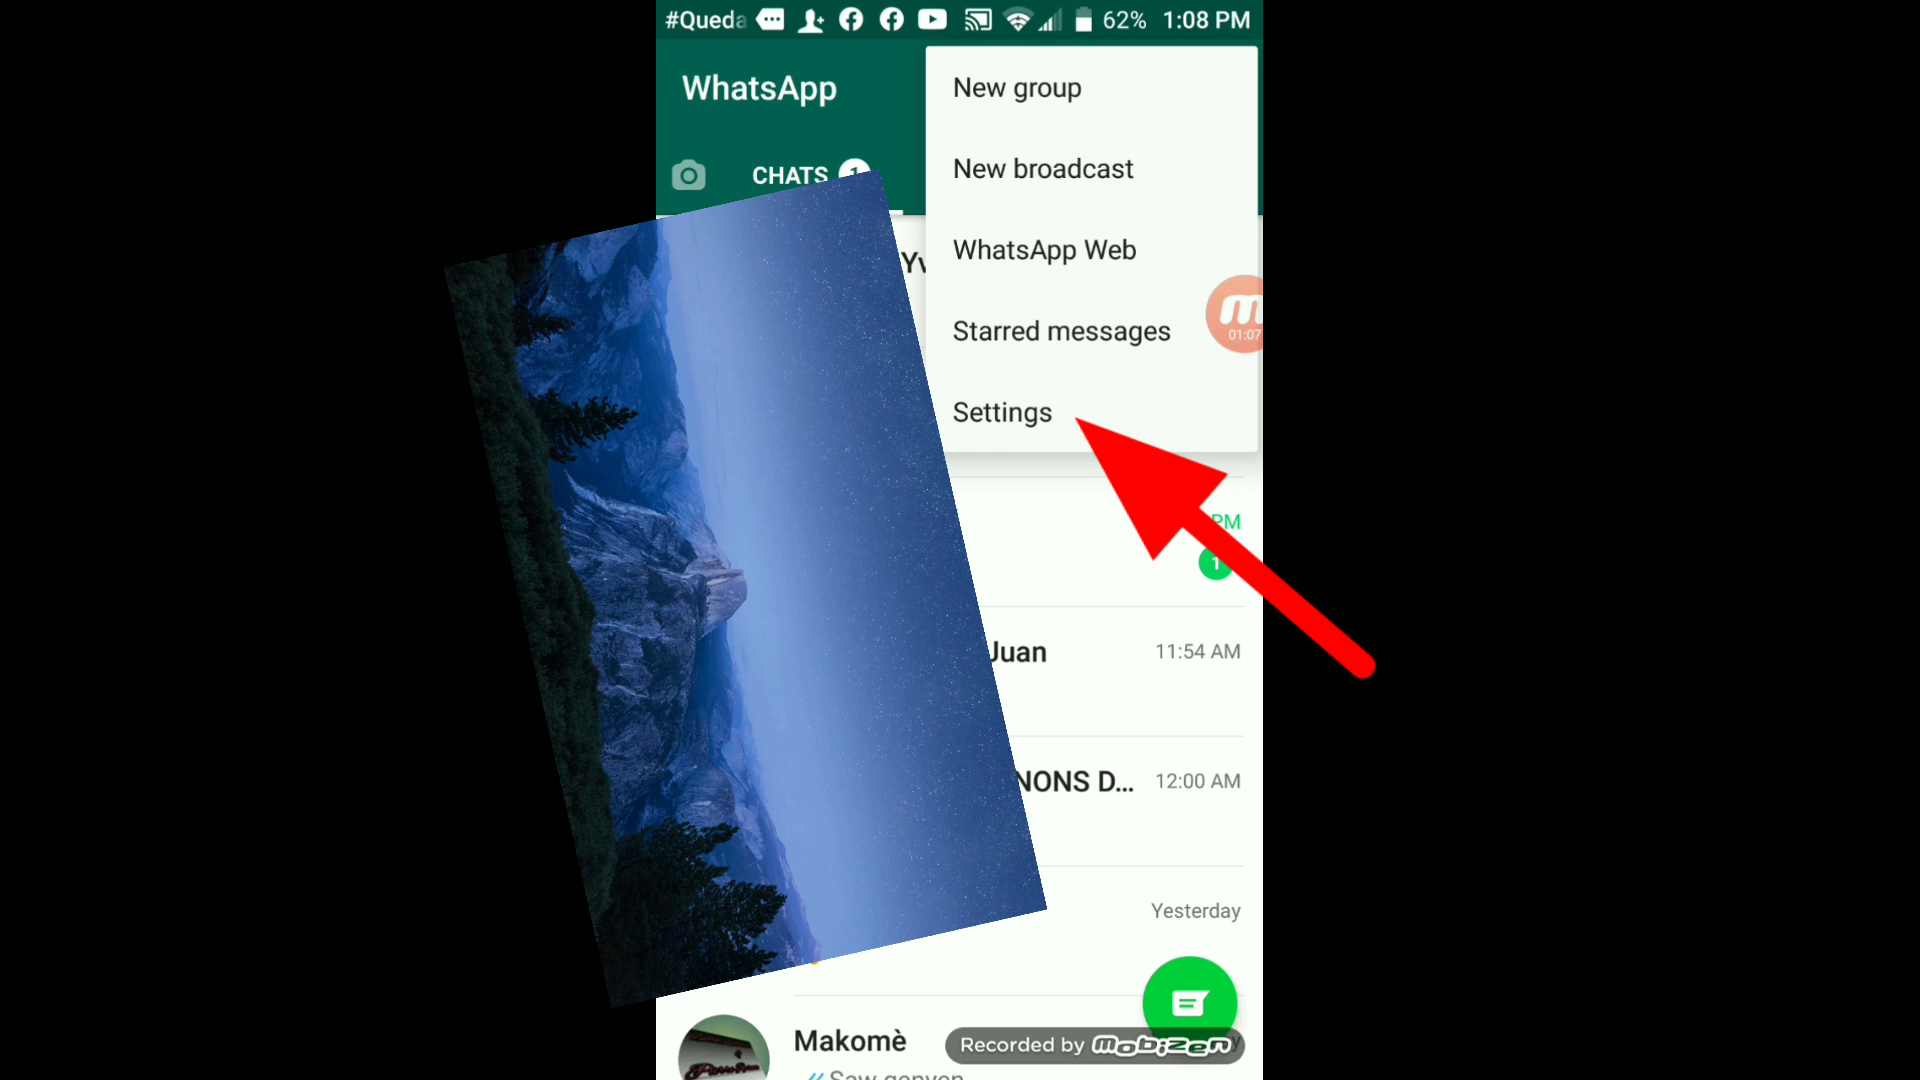 #Queda 62% 1:08 PM
WhatsApp
New group
CHATS 1
New broadcast
WhatsApp Web
Starred messages
01:07
Settings
PM
1
Juan 11:54 AM
NONS D... 12:00 AM
Yesterday
Makomè
Recorded by mobizen